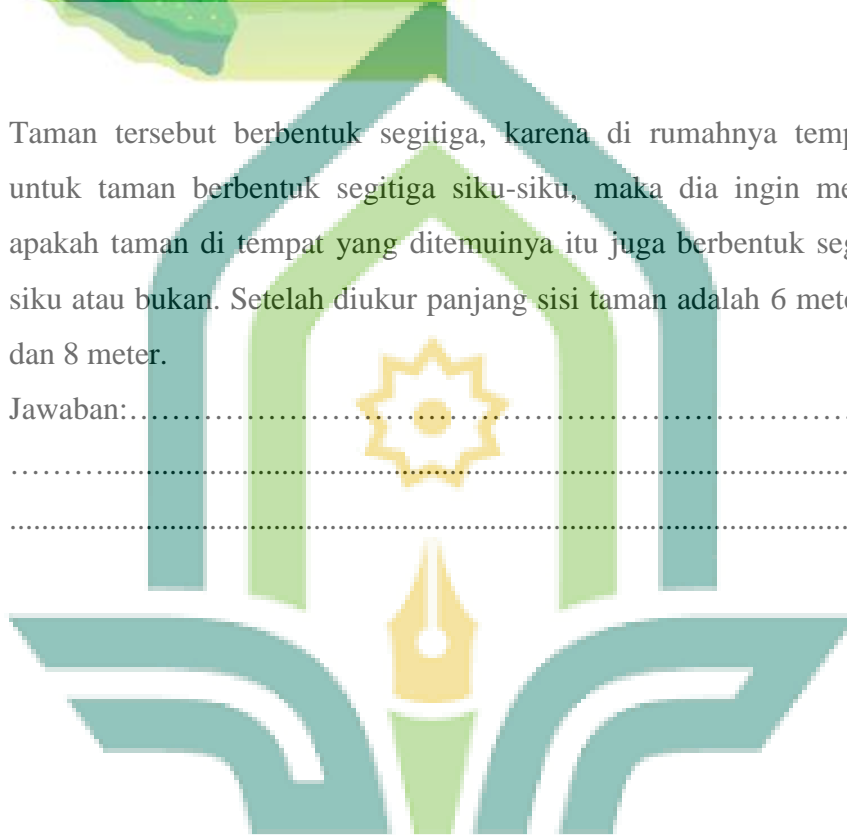 Taman tersebut berbentuk segitiga, karena di rumahnya temp
untuk taman berbentuk segitiga siku-siku, maka dia ingin me
apakah taman di tempat yang ditemuinya itu juga berbentuk seg
siku atau bukan. Setelah diukur panjang sisi taman adalah 6 mete
dan 8 meter.
Jawaban:……………………………………………………………………
……….......................................................................................................
................................................................................................................